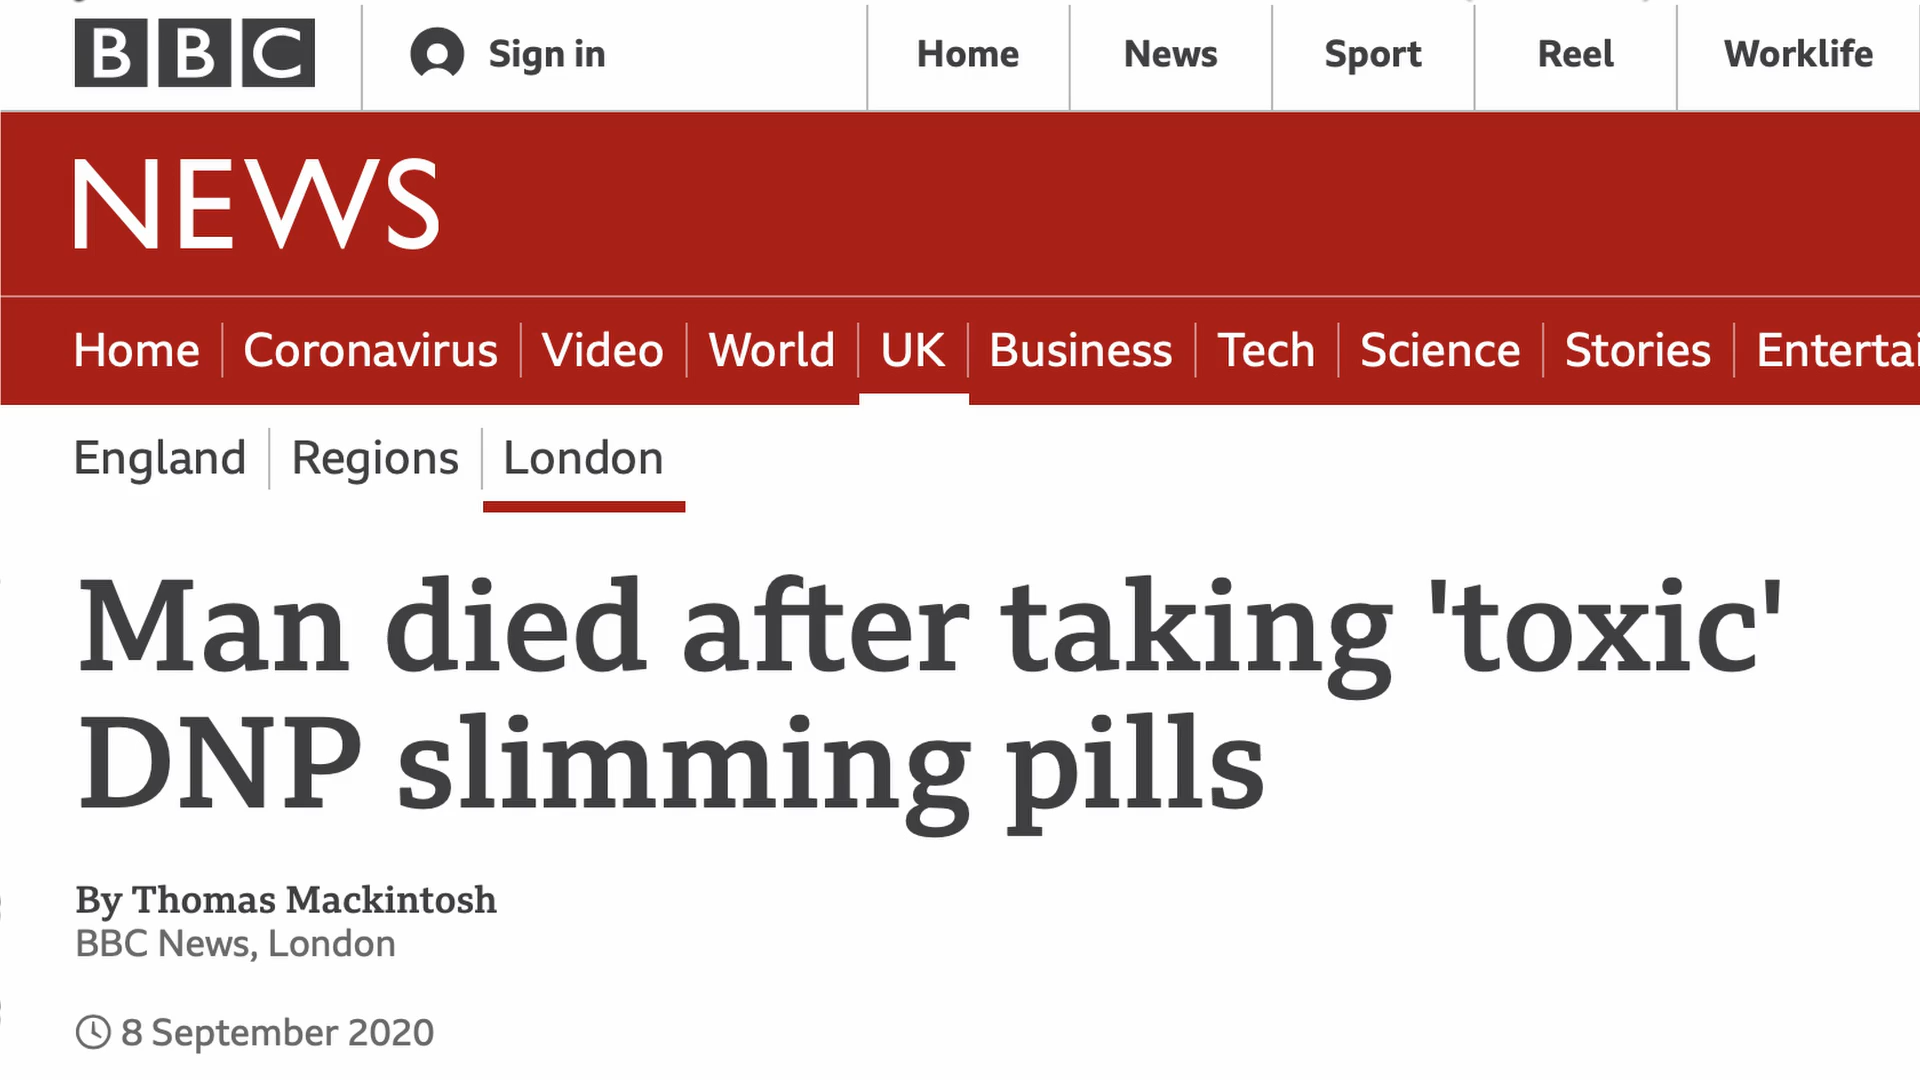 BBC
Sign in
Home
News
Sport
Reel
Worklife
NEWS
Home
Coronavirus
Video
World
UK
Business
Tech
Science
Stories
Entertai
England
Regions
London
Man died after taking 'toxic'
DNP slimming pills
By Thomas Mackintosh
BBC News, London
8 September 2020